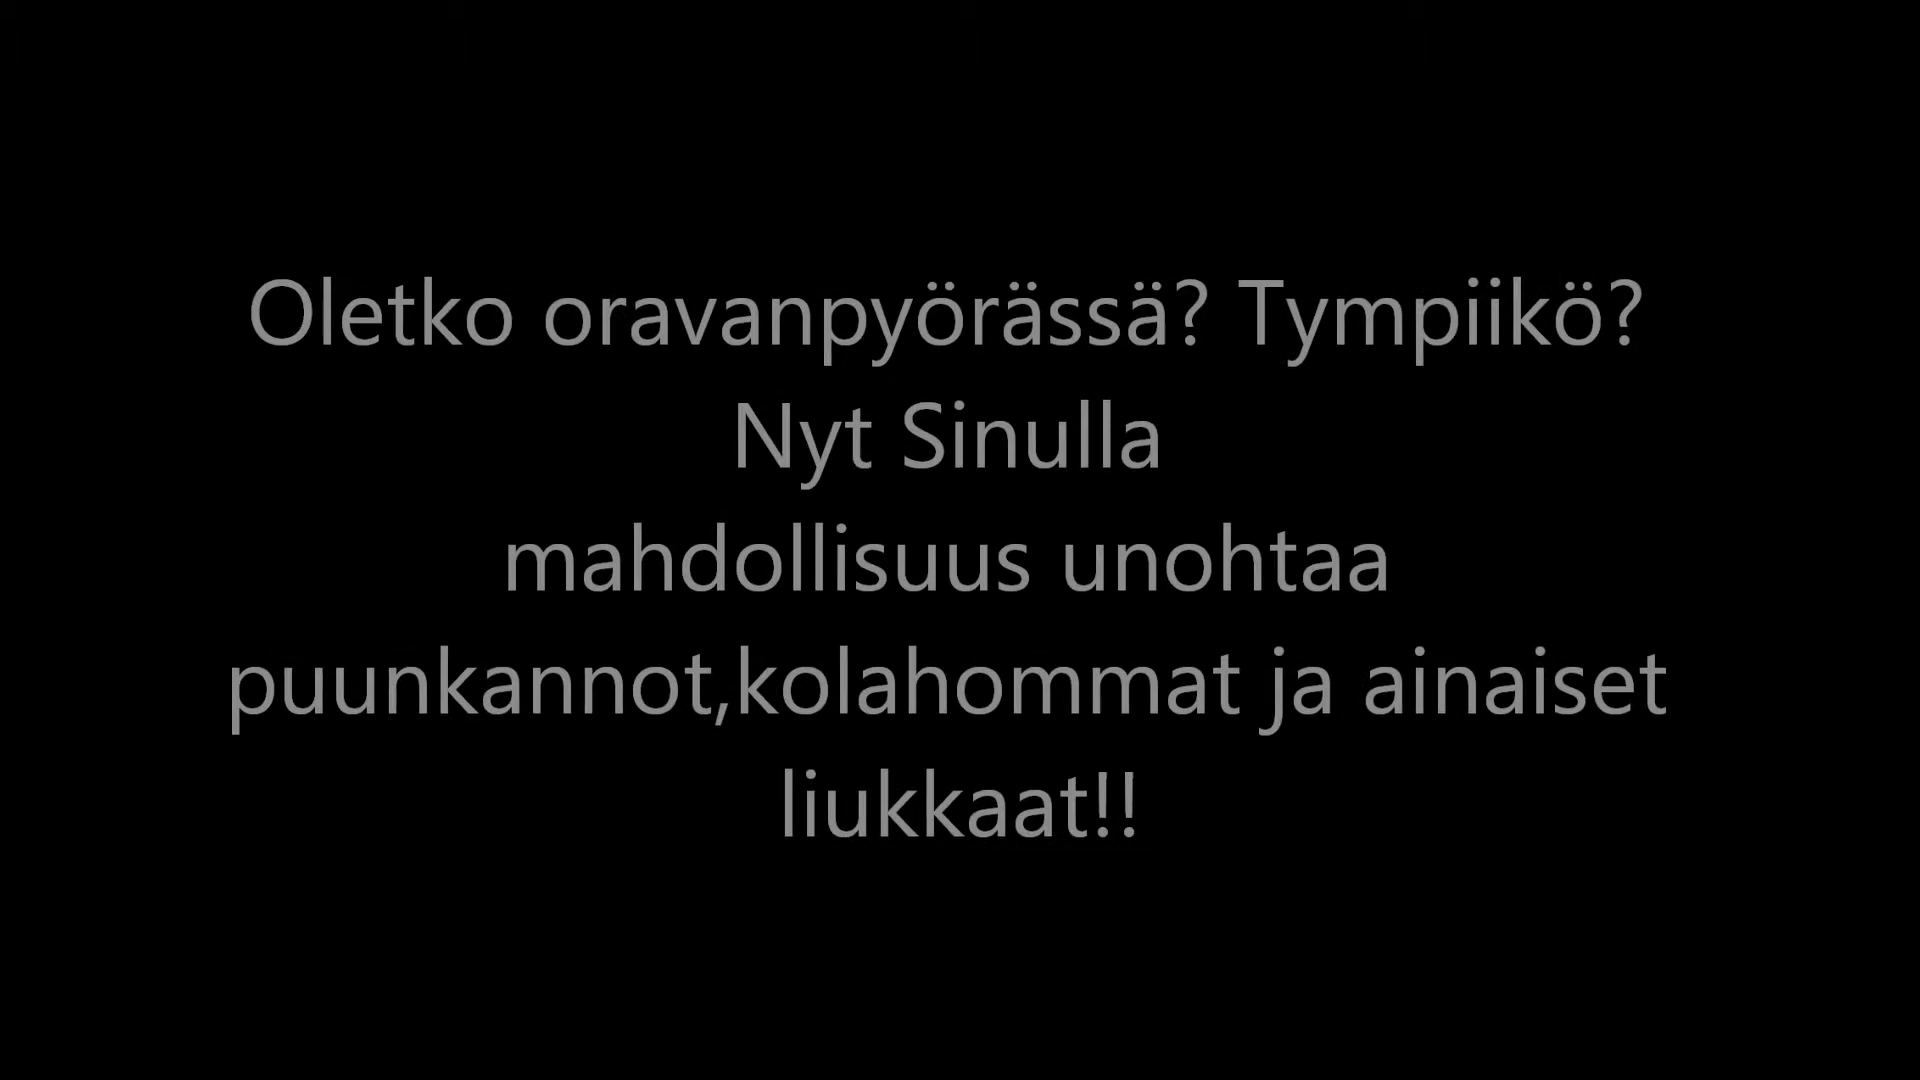 Oletko oravanpyörässä? Tympiikö?
Nyt Sinulla
mahdollisuus unohtaa
puunkannot,kolahommat ja ainaiset
liukkaat!!